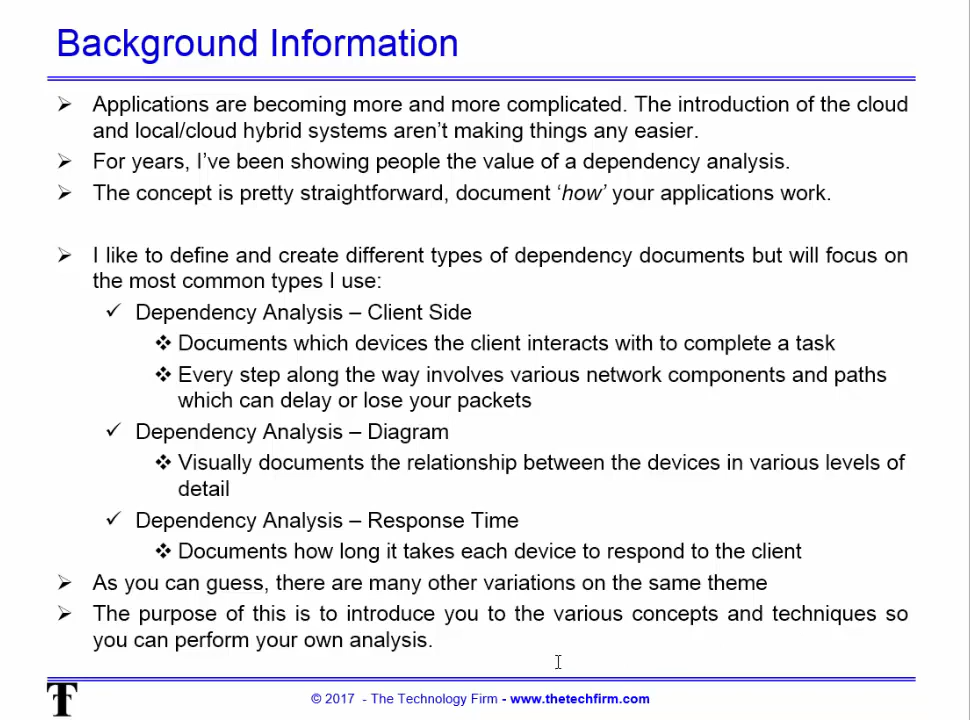 Background Information
➢ Applications are becoming more and more complicated. The introduction of the cloud
and local/cloud hybrid systems aren’t making things any easier.
➢ For years, I’ve been showing people the value of a dependency analysis.
➢ The concept is pretty straightforward, document ‘how’ your applications work.
➢ I like to define and create different types of dependency documents but will focus on
the most common types I use:
✓ Dependency Analysis – Client Side
❖ Documents which devices the client interacts with to complete a task
❖ Every step along the way involves various network components and paths
which can delay or lose your packets
✓ Dependency Analysis – Diagram
❖ Visually documents the relationship between the devices in various levels of
detail
✓ Dependency Analysis – Response Time
❖ Documents how long it takes each device to respond to the client
➢ As you can guess, there are many other variations on the same theme
➢ The purpose of this is to introduce you to the various concepts and techniques so
you can perform your own analysis.
T © 2017 - The Technology Firm - www.thetechfirm.com